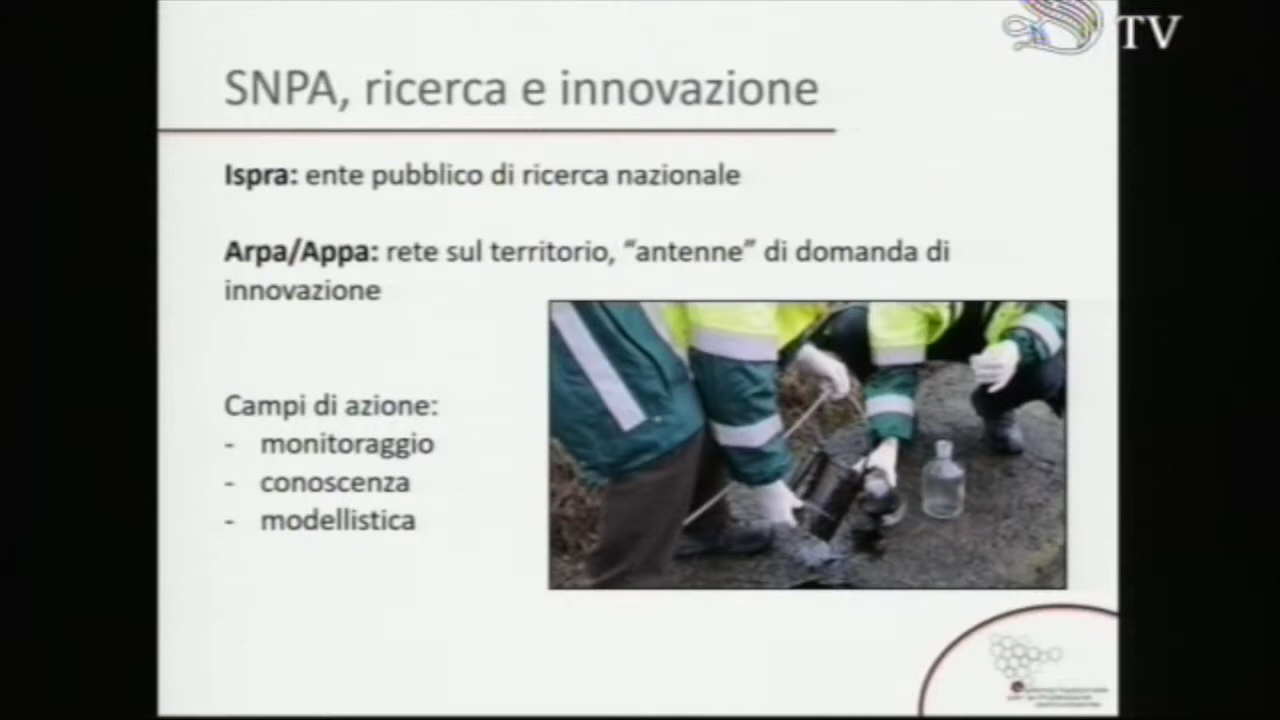 TV
SNPA, ricerca e innovazione
Ispra: ente pubblico di ricerca nazionale
Arpa/Appa: rete sul territorio, “antenne” di domanda di
innovazione
Campi di azione:
- monitoraggio
- conoscenza
- modellistica